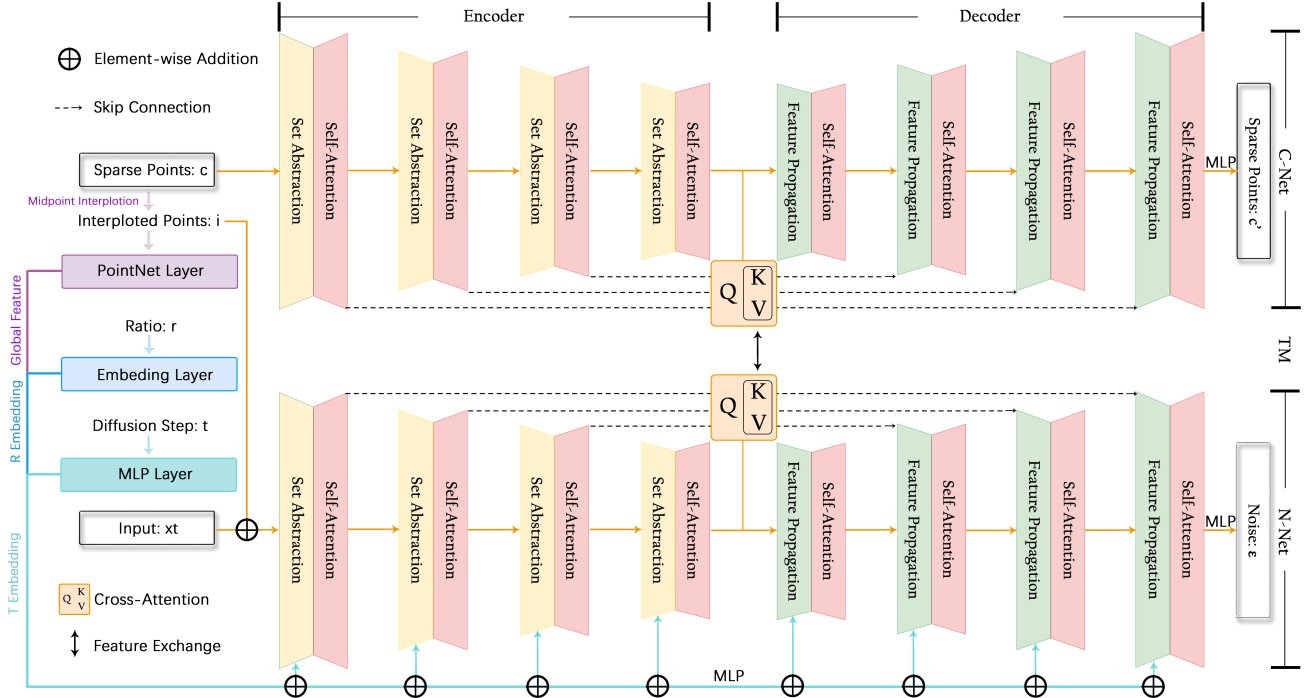 Encoder
Decoder
Element-wise Addition
Skip Connection
Sparse Points: c
Midpoint Interplotion
Interploted Points: i
PointNet Layer
Ratio: r
Embeding Layer
Diffusion Step: t
MLP Layer
Input: xt
Q K V
Cross-Attention
Feature Exchange
Global Feature
R Embedding
T Embedding
Set Abstraction
Self-Attention
Set Abstraction
Self-Attention
Set Abstraction
Self-Attention
Set Abstraction
Self-Attention
Feature Propagation
Self-Attention
Feature Propagation
Self-Attention
Feature Propagation
Self-Attention
Feature Propagation
Self-Attention
MLP
Sparse Points: c'
C-Net
Q
K
V
TM
Q
K
V
Set Abstraction
Self-Attention
Set Abstraction
Self-Attention
Set Abstraction
Self-Attention
Set Abstraction
Self-Attention
Feature Propagation
Self-Attention
Feature Propagation
Self-Attention
Feature Propagation
Self-Attention
Feature Propagation
Self-Attention
MLP
Noise: ε
N-Net
MLP